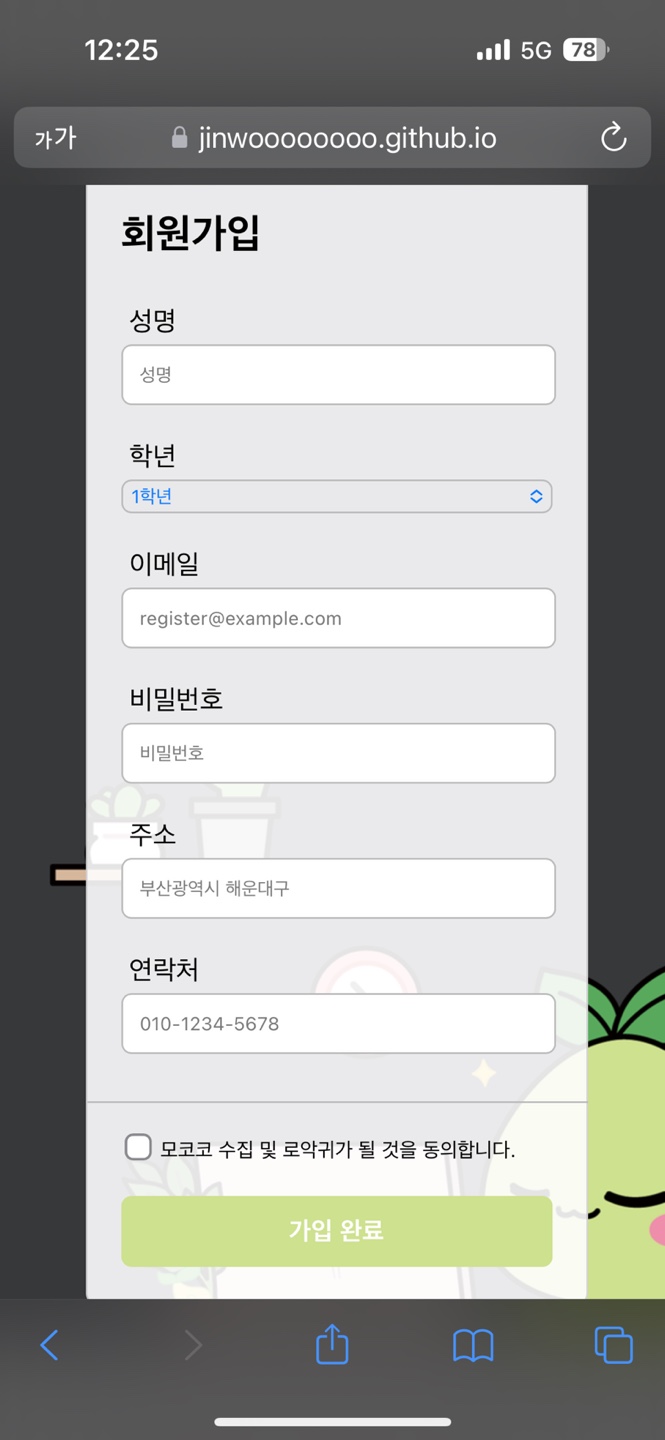 12:25
5G 78
가가 jinwoooooooo.github.io
회원가입
성명
성명
학년
1학년
이메일
register@example.com
비밀번호
비밀번호
주소
부산광역시 해운대구
연락처
010-1234-5678
모코코 수집 및 로악귀가 될 것을 동의합니다.
가입 완료